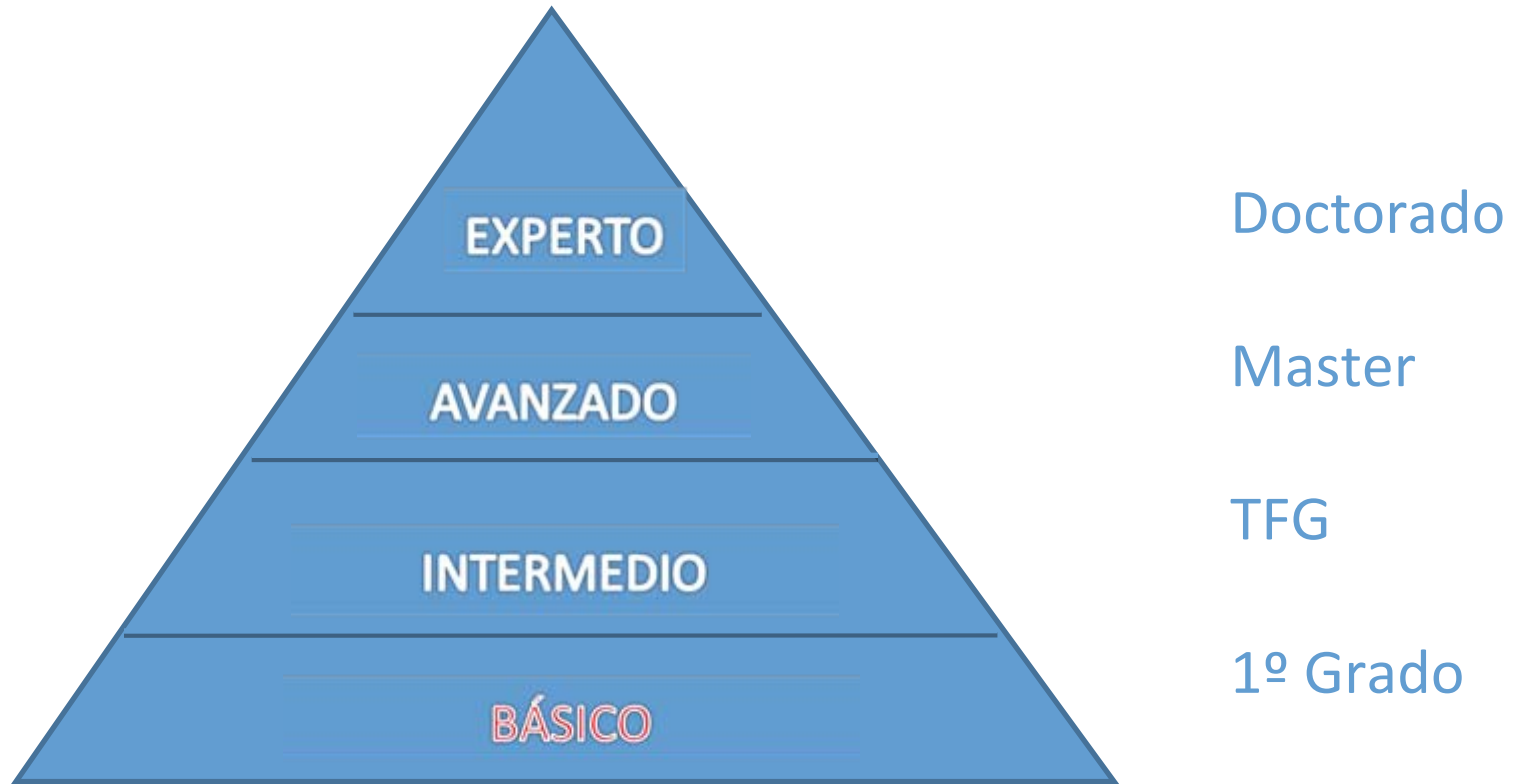 EXPERTO
Doctorado
AVANZADO
Master
INTERMEDIO
TFG
BÁSICO
1º Grado